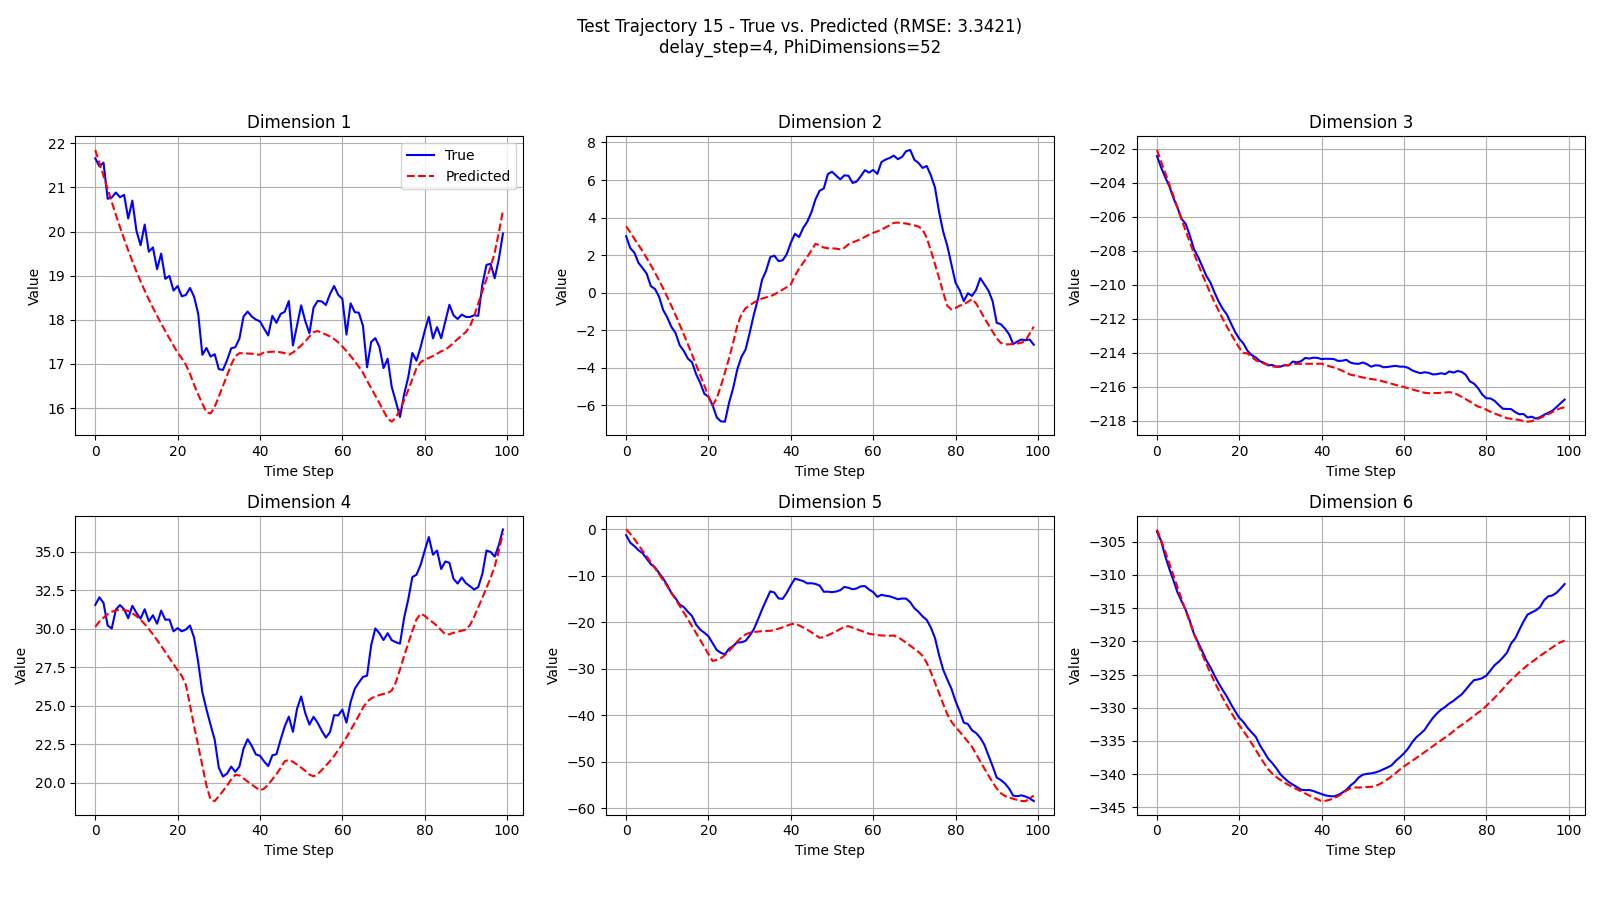 Test Trajectory 15 - True vs. Predicted (RMSE: 3.3421)
delay_step=4, PhiDimensions=52
Dimension 1
22
21
20
19
18
17
16
0 20 40 60 80 100
Value
Time Step
True
Predicted
Dimension 2
8
6
4
2
0
−2
−4
−6
0 20 40 60 80 100
Value
Time Step
Dimension 3
−202
−204
−206
−208
−210
−212
−214
−216
−218
0 20 40 60 80 100
Value
Time Step
Dimension 4
35.0
32.5
30.0
27.5
25.0
22.5
20.0
0 20 40 60 80 100
Value
Time Step
Dimension 5
0
−10
−20
−30
−40
−50
−60
0 20 40 60 80 100
Value
Time Step
Dimension 6
−305
−310
−315
−320
−325
−330
−335
−340
−345
0 20 40 60 80 100
Value
Time Step